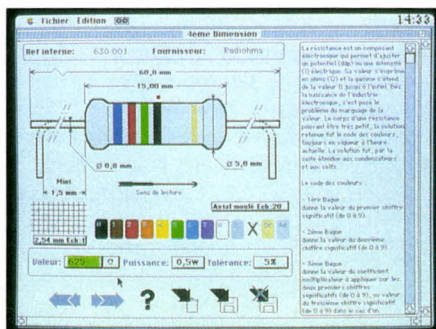 Fichier Edition
14:33
4ème Dimension
Ref interne: 630 001 Fournisseur: Radiohms
60,0 mm
15,00 mm
Ø 0,8 mm
Ø 5,0 mm
Mini
1,5 mm
Sens de lecture
Axial moulé Ech:20
2,54 mm Ech:1
Valeur: 625 Ω Puissance: 0,5w Tolérance: 5%
?
La résistance est un composant
électronique qui permet d'ajuster
un potentiel (ddp) ou une intensité
(I) électrique. Sa valeur s'exprime
en ohms (Ω) et la gamme s'étend
de la valeur 0 jusqu'à l'infini. Dès
la naissance de l'industrie
électronique, s'est posé le
problème du marquage de la
valeur. Le corps d'une résistance
pouvant être très petit, la solution
retenue fut le code des couleurs,
toujours en vigueur à l'heure
actuelle. La solution fut, par la
suite étendue aux condensateurs
et aux selfs.
Le code des couleurs
- 1ère Bague
donne la valeur du premier chiffre
significatif (de 0 à 9).
- 2ème Bague
donne la valeur du deuxième
chiffre significatif (de 0 à 9)
- 3ème Bague
donne la valeur du coefficient
multiplicateur à appliquer sur les
deux premiers chiffres
significatifs (de 0 à 9), ou valeur
du troisième chiffre significatif
(de 0 à 9) dans le cas d'un